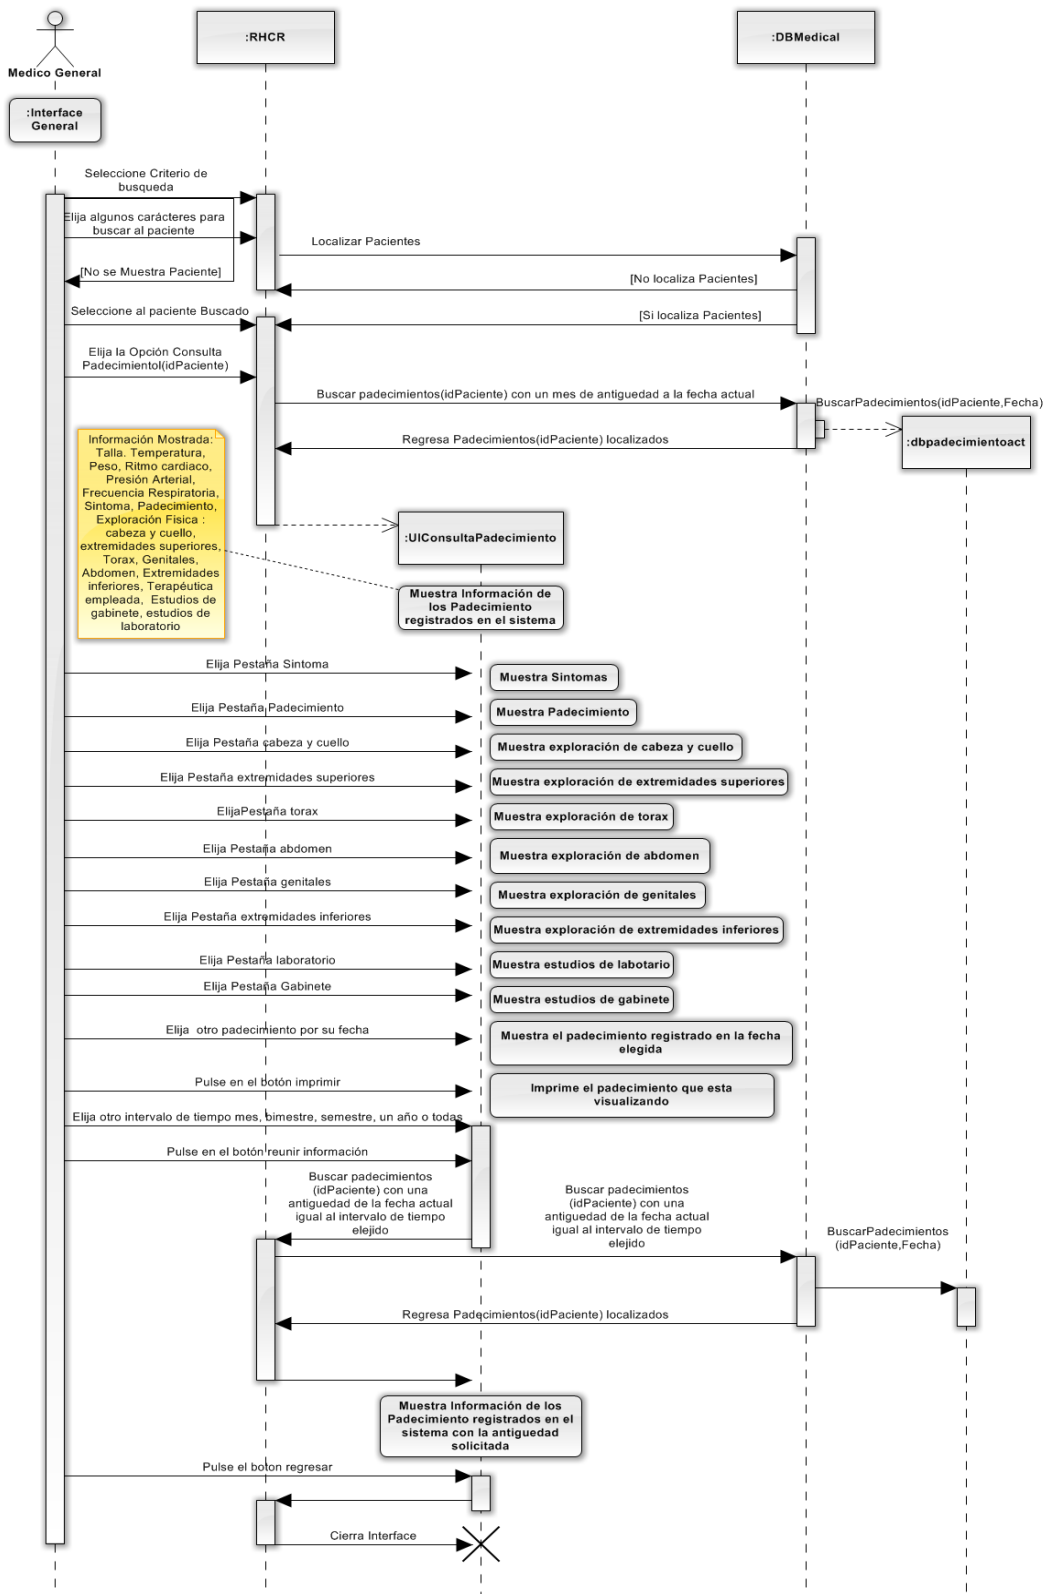 :RHCR
:DBMedical
Medico General
:Interface
General
Seleccione Criterio de
busqueda
Elija algunos carácteres para
buscar al paciente
Localizar Pacientes
[No se Muestra Paciente]
[No localiza Pacientes]
Seleccione al paciente Buscado
[Si localiza Pacientes]
Elija la Opción Consulta
Padecimientol(idPaciente)
Buscar padecimientos(idPaciente) con un mes de antiguedad a la fecha actual
BuscarPadecimientos(idPaciente,Fecha)
Regresa Padecimientos(idPaciente) localizados
:dbpadecimientoact
Información Mostrada:
Talla. Temperatura,
Peso, Ritmo cardiaco,
Presión Arterial,
Frecuencia Respiratoria,
Sintoma, Padecimiento,
Exploración Fisica :
cabeza y cuello,
extremidades superiores,
Torax, Genitales,
Abdomen, Extremidades
inferiores, Terapéutica
empleada,  Estudios de
gabinete, estudios de
laboratorio
:UIConsultaPadecimiento
Muestra Información de
los Padecimiento
registrados en el sistema
Elija Pestaña Sintoma
Muestra Sintomas
Elija Pestaña Padecimiento
Muestra Padecimiento
Elija Pestaña cabeza y cuello
Muestra exploración de cabeza y cuello
Elija Pestaña extremidades superiores
Muestra exploración de extremidades superiores
ElijaPestaña torax
Muestra exploración de torax
Elija Pestaña abdomen
Muestra exploración de abdomen
Elija Pestaña genitales
Muestra exploración de genitales
Elija Pestaña extremidades inferiores
Muestra exploración de extremidades inferiores
Elija Pestaña laboratorio
Muestra estudios de labotario
Elija Pestaña Gabinete
Muestra estudios de gabinete
Elija  otro padecimiento por su fecha
Muestra el padecimiento registrado en la fecha
elegida
Pulse en el botón imprimir
Imprime el padecimiento que esta
visualizando
Elija otro intervalo de tiempo mes, bimestre, semestre, un año o todas
Pulse en el botón reunir información
Buscar padecimientos
(idPaciente) con una
antiguedad de la fecha actual
igual al intervalo de tiempo
elejido
Buscar padecimientos
(idPaciente) con una
antiguedad de la fecha actual
igual al intervalo de tiempo
elejido
BuscarPadecimientos
(idPaciente,Fecha)
Regresa Padecimientos(idPaciente) localizados
Muestra Información de los
Padecimiento registrados en el
sistema con la antiguedad
solicitada
Pulse el boton regresar
Cierra Interface